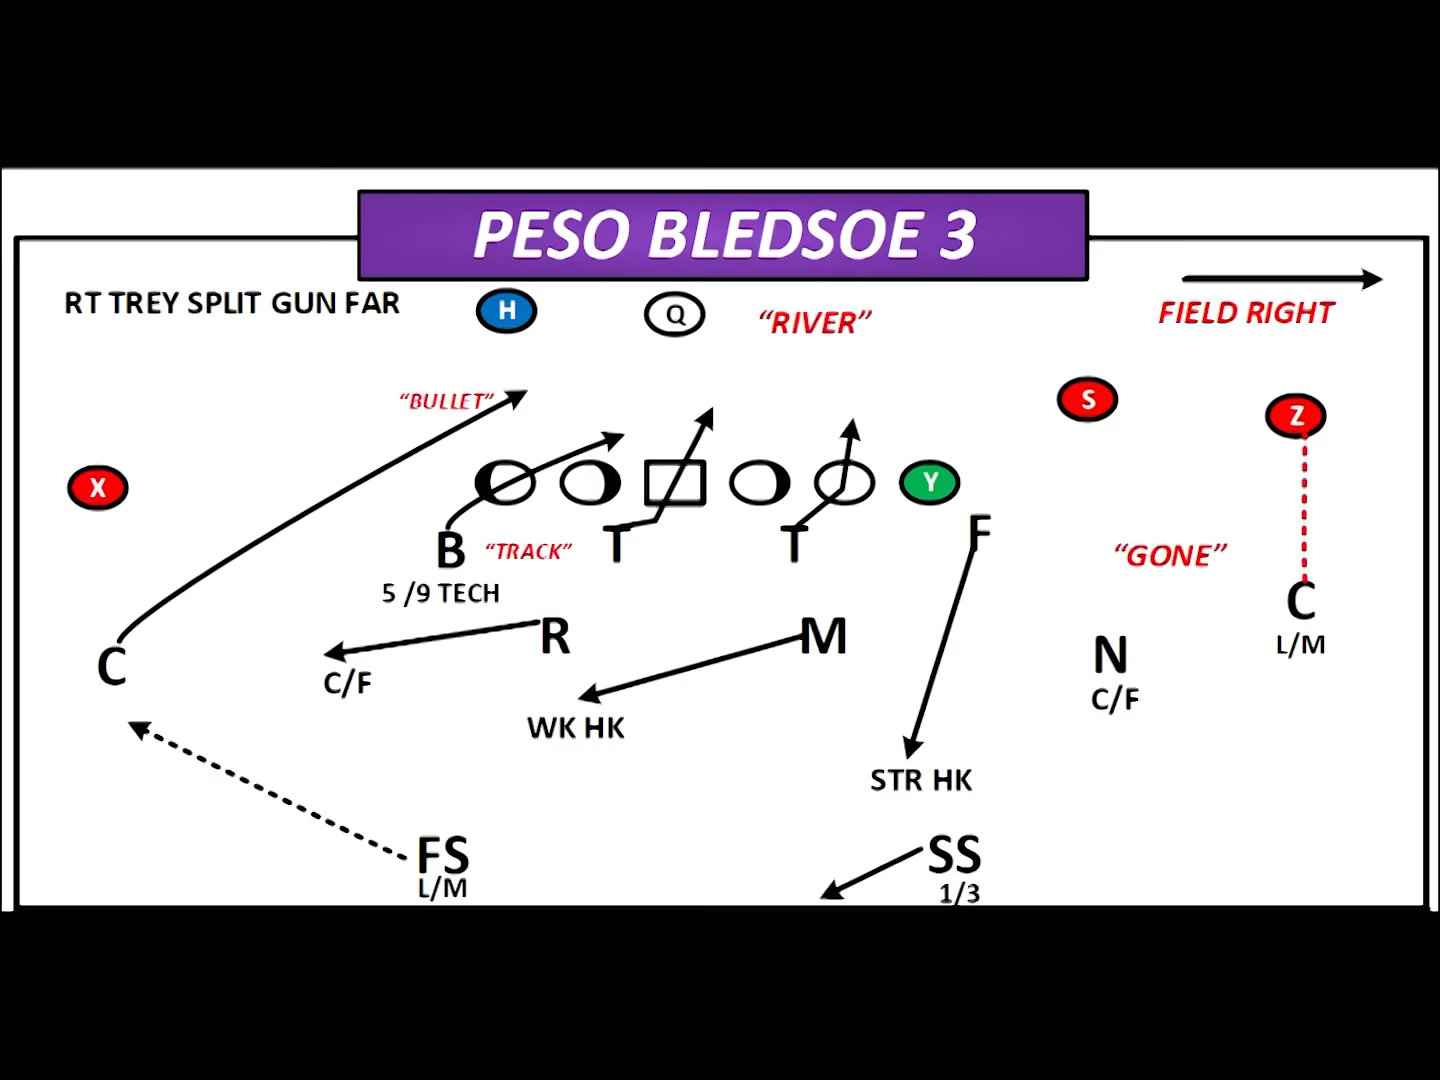 PESO BLEDSOE 3
RT TREY SPLIT GUN FAR
H
Q
"RIVER"
FIELD RIGHT
"BULLET"
S
Z
X
Y
B
"TRACK"
T
T
F
"GONE"
5 /9 TECH
C
L/M
R
M
N
C/F
C
C/F
WK HK
STR HK
FS
L/M
SS
1/3